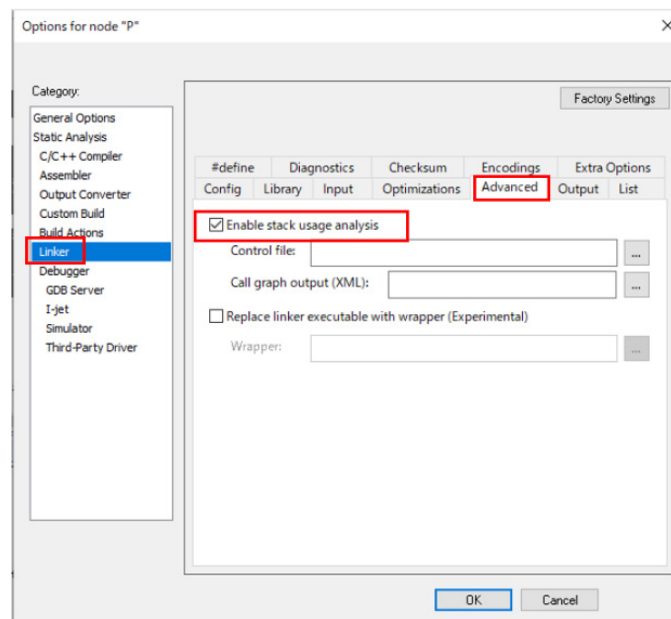 Options for node "P"
Category:
General Options
Static Analysis
C/C++ Compiler
Assembler
Output Converter
Custom Build
Build Actions
Linker
Debugger
GDB Server
I-jet
Simulator
Third-Party Driver
Factory Settings
#define Diagnostics Checksum Encodings Extra Options
Config Library Input Optimizations Advanced Output List
Enable stack usage analysis
Control file:
...
Call graph output (XML):
...
Replace linker executable with wrapper (Experimental)
Wrapper:
...
OK Cancel